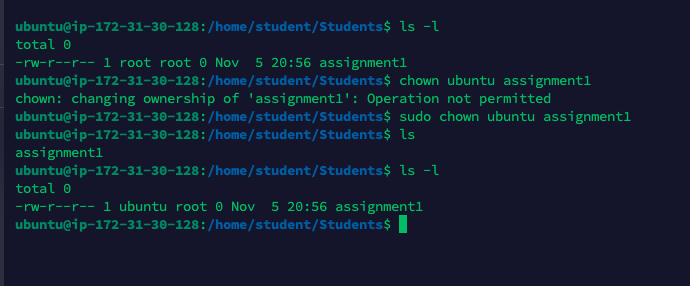 ubuntu@ip-172-31-30-128:/home/student/Students$ ls -l
total 0
-rw-r--r-- 1 root root 0 Nov  5 20:56 assignment1
ubuntu@ip-172-31-30-128:/home/student/Students$ chown ubuntu assignment1
chown: changing ownership of 'assignment1': Operation not permitted
ubuntu@ip-172-31-30-128:/home/student/Students$ sudo chown ubuntu assignment1
ubuntu@ip-172-31-30-128:/home/student/Students$ ls
assignment1
ubuntu@ip-172-31-30-128:/home/student/Students$ ls -l
total 0
-rw-r--r-- 1 ubuntu root 0 Nov  5 20:56 assignment1
ubuntu@ip-172-31-30-128:/home/student/Students$